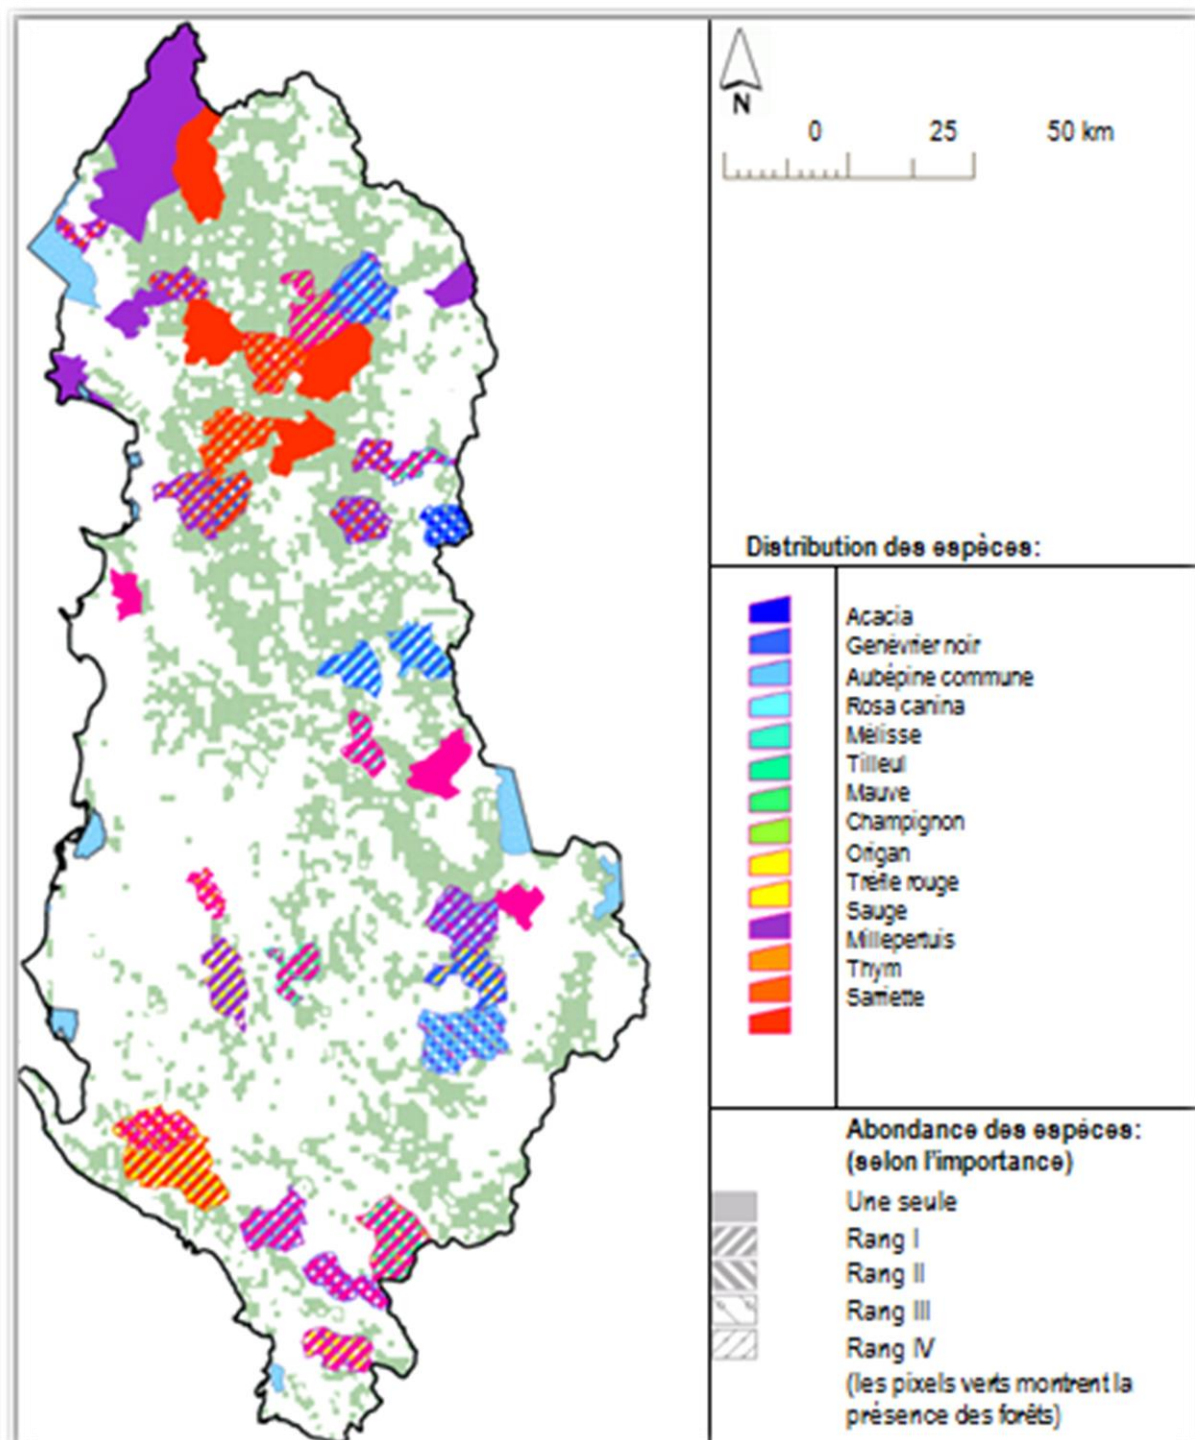 N
0 25 50 km
Distribution des espèces:
Acacia
Genévrier noir
Aubépine commune
Rosa canina
Mélisse
Tilleul
Mauve
Champignon
Origan
Trèfle rouge
Sauge
Millepertuis
Thym
Sarriette
Abondance des espèces:
(selon l'importance)
Une seule
Rang I
Rang II
Rang III
Rang IV
(les pixels verts montrent la
présence des forêts)